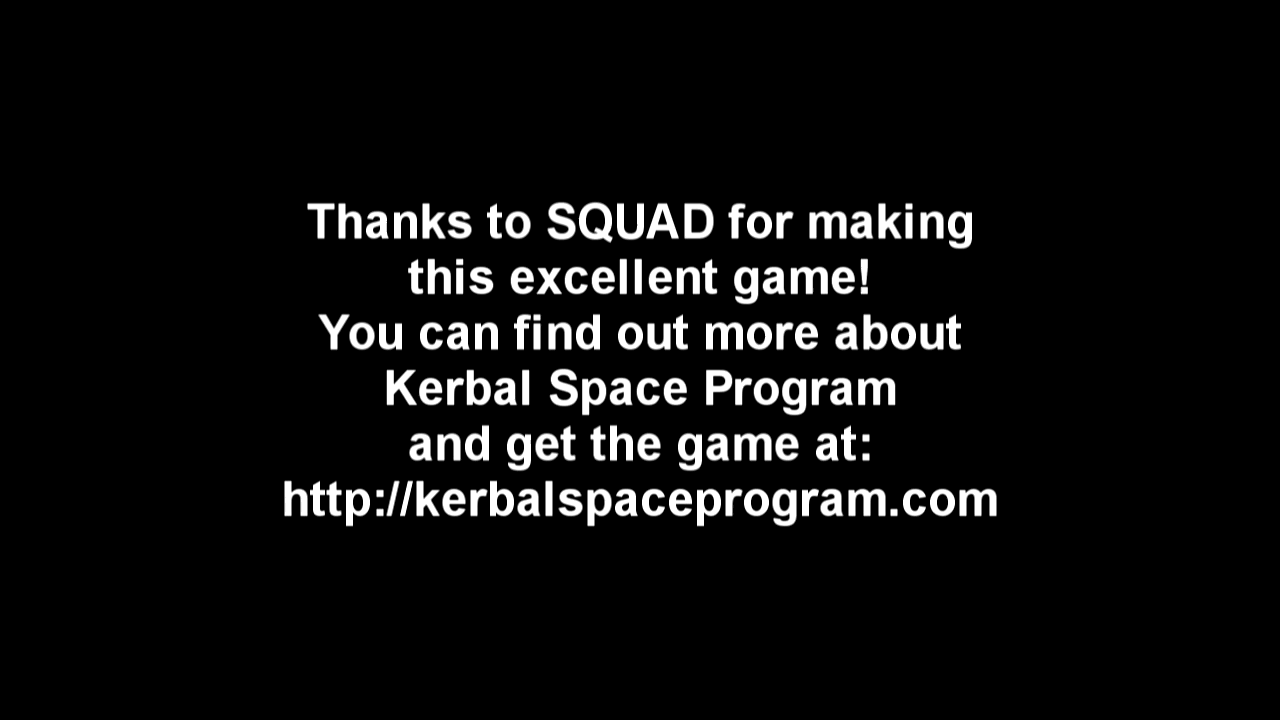 Thanks to SQUAD for making
this excellent game!
You can find out more about
Kerbal Space Program
and get the game at:
http://kerbalspaceprogram.com